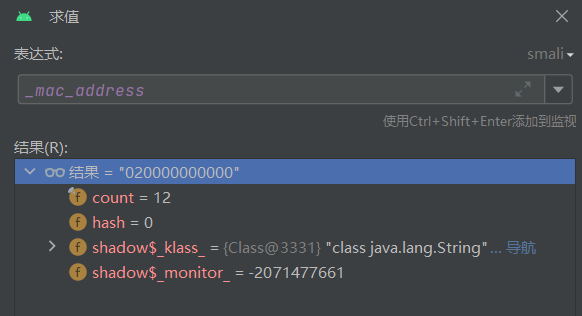 求值
表达式:
smali
_mac_address
使用Ctrl+Shift+Enter添加到监视
结果(R):
结果 = "020000000000"
f count = 12
f hash = 0
f shadow$_klass_ = {Class@3331} "class java.lang.String" ... 导航
f shadow$_monitor_ = -2071477661